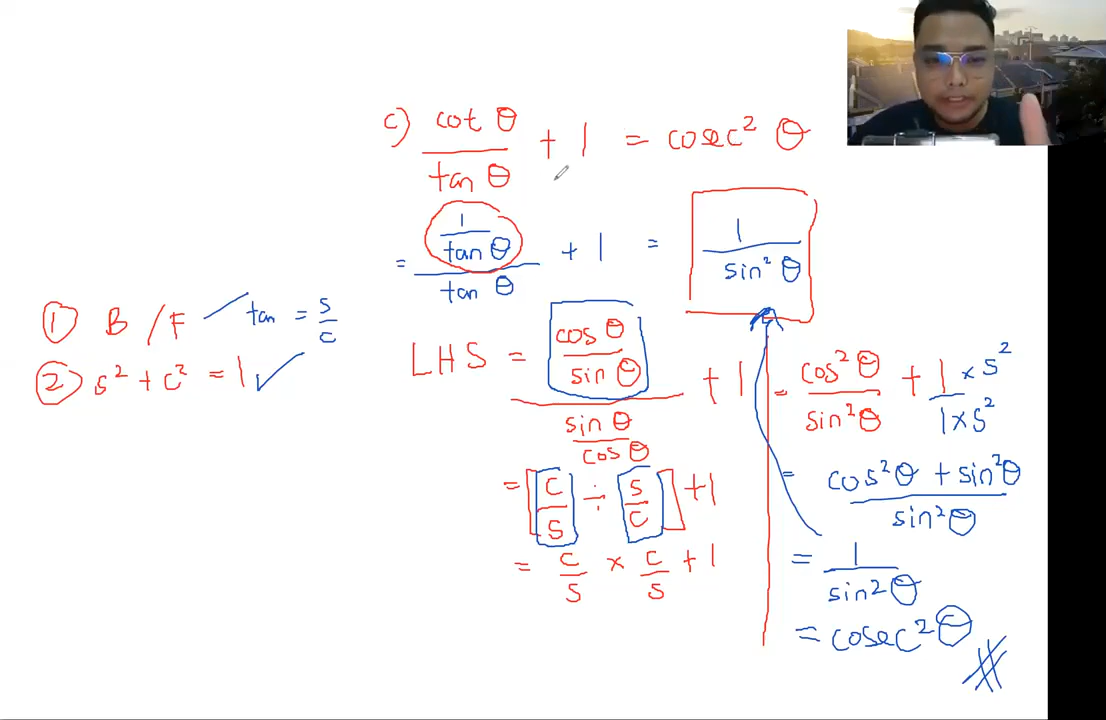 c) cot θ / tan θ + 1 = cosec² θ
= 1 / tan θ / tan θ + 1 = 1 / sin² θ
① B / F ✓ tan = s / c
② s² + c² = 1 ✓
LHS = cos θ / sin θ / sin θ / cos θ + 1
= [ c / s ÷ s / c ] + 1
= c / s × c / s + 1
= cos² θ / sin² θ + 1 × s² / 1 × s²
= cos² θ + sin² θ / sin² θ
= 1 / sin² θ
= cosec² θ